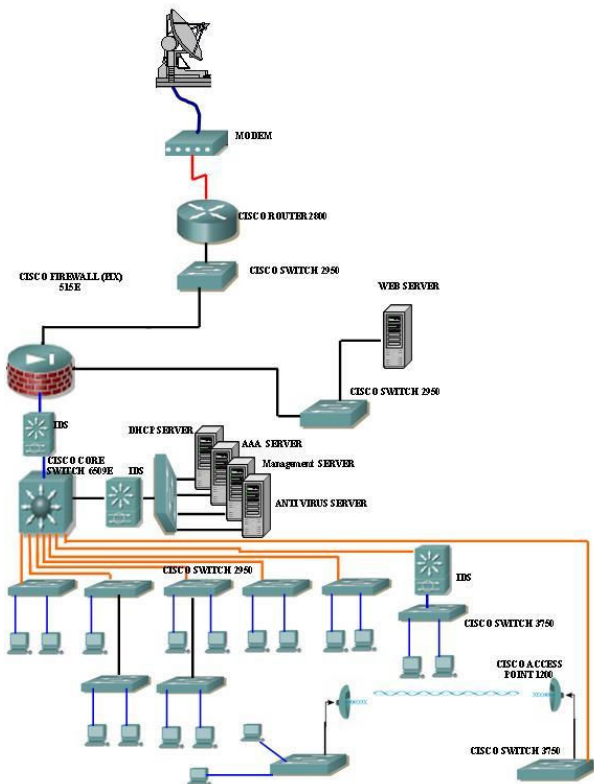 MODEM
CISCO ROUTER 2800
CISCO SWITCH 2950
CISCO FIREWALL (PIX)
515E
WEB SERVER
CISCO SWITCH 2950
IDS
DHCP SERVER
AAA SERVER
Management SERVER
CISCO CORE
SWITCH 6509E
IDS
ANTI VIRUS SERVER
CISCO SWITCH 2950
IDS
CISCO SWITCH 3750
CISCO ACCESS
POINT 1200
CISCO SWITCH 3750